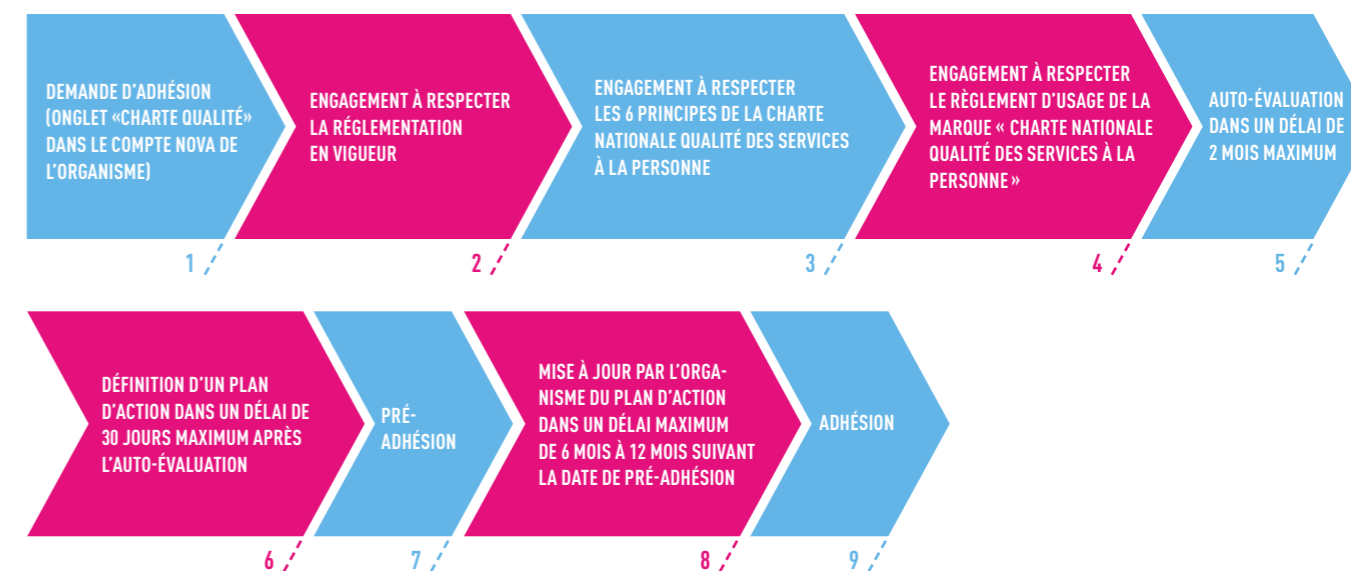 DEMANDE D'ADHÉSION
(ONGLET «CHARTE QUALITÉ»
DANS LE COMPTE NOVA DE
L'ORGANISME)
1
ENGAGEMENT À RESPECTER
LA RÉGLEMENTATION
EN VIGUEUR
2
ENGAGEMENT À RESPECTER
LES 6 PRINCIPES DE LA CHARTE
NATIONALE QUALITÉ DES SERVICES
À LA PERSONNE
3
ENGAGEMENT À RESPECTER
LE RÈGLEMENT D'USAGE DE LA
MARQUE « CHARTE NATIONALE
QUALITÉ DES SERVICES À LA
PERSONNE »
4
AUTO-ÉVALUATION
DANS UN DÉLAI DE
2 MOIS MAXIMUM
5
DÉFINITION D'UN PLAN
D'ACTION DANS UN DÉLAI DE
30 JOURS MAXIMUM APRÈS
L'AUTO-ÉVALUATION
6
PRÉ-
ADHÉSION
7
MISE À JOUR PAR L'ORGA-
NISME DU PLAN D'ACTION
DANS UN DÉLAI MAXIMUM
DE 6 MOIS À 12 MOIS SUIVANT
LA DATE DE PRÉ-ADHÉSION
8
ADHÉSION
9